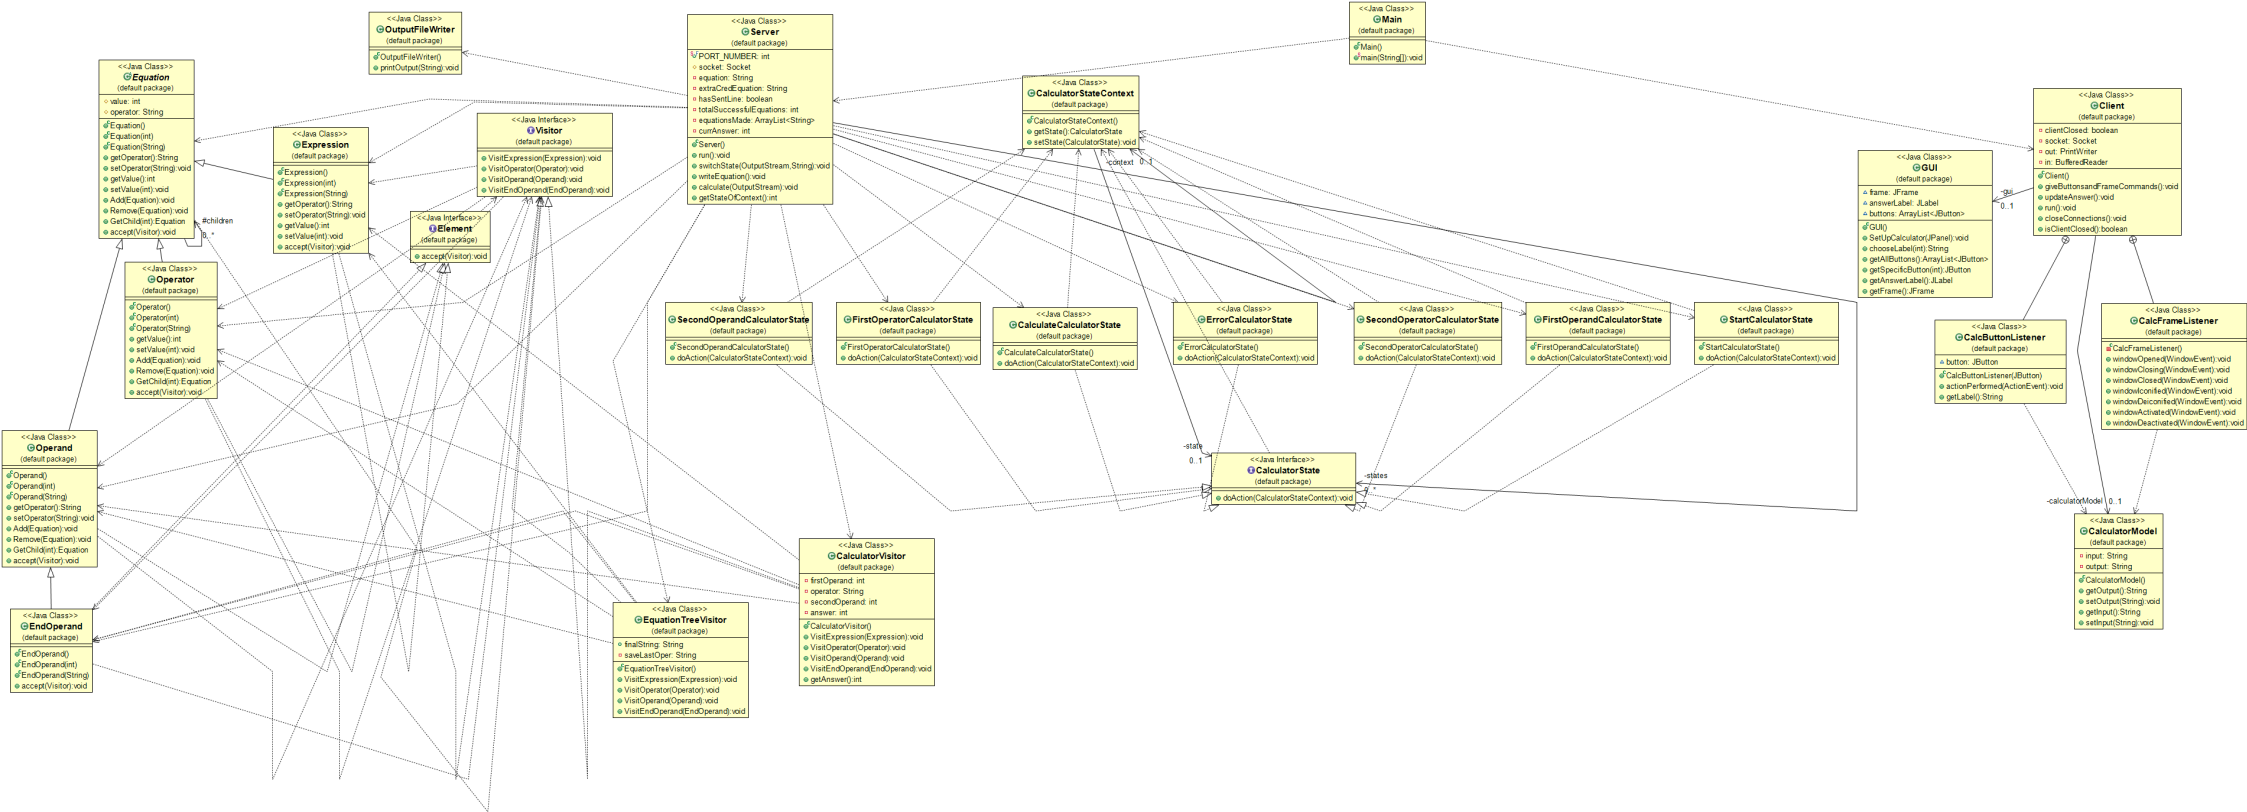 <<Java Class>>
OutputFileWriter
(default package)
OutputFileWriter()
printOutput(String):void
<<Java Class>>
Server
(default package)
PORT_NUMBER: int
socket: Socket
equation: String
extraCredEquation: String
hasSentLine: boolean
totalSuccessfulEquations: int
equationsMade: ArrayList<String>
currAnswer: int
Server()
run():void
switchState(OutputStream,String):void
writeEquation():void
calculate(OutputStream):void
getStateOfContext():int
<<Java Class>>
Main
(default package)
Main()
main(String[]):void
<<Java Class>>
Equation
(default package)
value: int
operator: String
Equation()
Equation(int)
Equation(String)
getOperator():String
setOperator(String):void
getValue():int
setValue(int):void
Add(Equation):void
Remove(Equation):void
GetChild(int):Equation
accept(Visitor):void
#children
0..*
<<Java Class>>
Expression
(default package)
Expression()
Expression(int)
Expression(String)
getOperator():String
setOperator(String):void
getValue():int
setValue(int):void
accept(Visitor):void
<<Java Interface>>
Visitor
(default package)
VisitExpression(Expression):void
VisitOperator(Operator):void
VisitOperand(Operand):void
VisitEndOperand(EndOperand):void
<<Java Interface>>
Element
(default package)
accept(Visitor):void
<<Java Class>>
CalculatorStateContext
(default package)
CalculatorStateContext()
getState():CalculatorState
setState(CalculatorState):void
-context
0..1
<<Java Class>>
Client
(default package)
clientClosed: boolean
socket: Socket
out: PrintWriter
in: BufferedReader
Client()
giveButtonsandFrameCommands():void
updateAnswer():void
run():void
closeConnections():void
isClientClosed():boolean
<<Java Class>>
GUI
(default package)
frame: JFrame
answerLabel: JLabel
buttons: ArrayList<JButton>
GUI()
SetUpCalculator(JPanel):void
chooseLabel(int):String
getAllButtons():ArrayList<JButton>
getSpecificButton(int):JButton
getAnswerLabel():JLabel
getFrame():JFrame
-gui
0..1
<<Java Class>>
Operator
(default package)
Operator()
Operator(int)
Operator(String)
getValue():int
setValue(int):void
Add(Equation):void
Remove(Equation):void
GetChild(int):Equation
accept(Visitor):void
<<Java Class>>
SecondOperandCalculatorState
(default package)
SecondOperandCalculatorState()
doAction(CalculatorStateContext):void
<<Java Class>>
FirstOperatorCalculatorState
(default package)
FirstOperatorCalculatorState()
doAction(CalculatorStateContext):void
<<Java Class>>
CalculateCalculatorState
(default package)
CalculateCalculatorState()
doAction(CalculatorStateContext):void
<<Java Class>>
ErrorCalculatorState
(default package)
ErrorCalculatorState()
doAction(CalculatorStateContext):void
<<Java Class>>
SecondOperatorCalculatorState
(default package)
SecondOperatorCalculatorState()
doAction(CalculatorStateContext):void
<<Java Class>>
FirstOperandCalculatorState
(default package)
FirstOperandCalculatorState()
doAction(CalculatorStateContext):void
<<Java Class>>
StartCalculatorState
(default package)
StartCalculatorState()
doAction(CalculatorStateContext):void
<<Java Class>>
CalcButtonListener
(default package)
button: JButton
CalcButtonListener(JButton)
actionPerformed(ActionEvent):void
getLabel():String
<<Java Class>>
CalcFrameListener
(default package)
CalcFrameListener()
windowOpened(WindowEvent):void
windowClosing(WindowEvent):void
windowClosed(WindowEvent):void
windowIconified(WindowEvent):void
windowDeiconified(WindowEvent):void
windowActivated(WindowEvent):void
windowDeactivated(WindowEvent):void
<<Java Class>>
Operand
(default package)
Operand()
Operand(int)
Operand(String)
getOperator():String
setOperator(String):void
Add(Equation):void
Remove(Equation):void
GetChild(int):Equation
accept(Visitor):void
-state
0..1
<<Java Interface>>
CalculatorState
(default package)
doAction(CalculatorStateContext):void
-states
0..*
-calculatorModel
0..1
<<Java Class>>
CalculatorModel
(default package)
input: String
output: String
CalculatorModel()
getOutput():String
setOutput(String):void
getInput():String
setInput(String):void
<<Java Class>>
CalculatorVisitor
(default package)
firstOperand: int
operator: String
secondOperand: int
answer: int
CalculatorVisitor()
VisitExpression(Expression):void
VisitOperator(Operator):void
VisitOperand(Operand):void
VisitEndOperand(EndOperand):void
getAnswer():int
<<Java Class>>
EndOperand
(default package)
EndOperand()
EndOperand(int)
EndOperand(String)
accept(Visitor):void
<<Java Class>>
EquationTreeVisitor
(default package)
finalString: String
saveLastOper: String
EquationTreeVisitor()
VisitExpression(Expression):void
VisitOperator(Operator):void
VisitOperand(Operand):void
VisitEndOperand(EndOperand):void